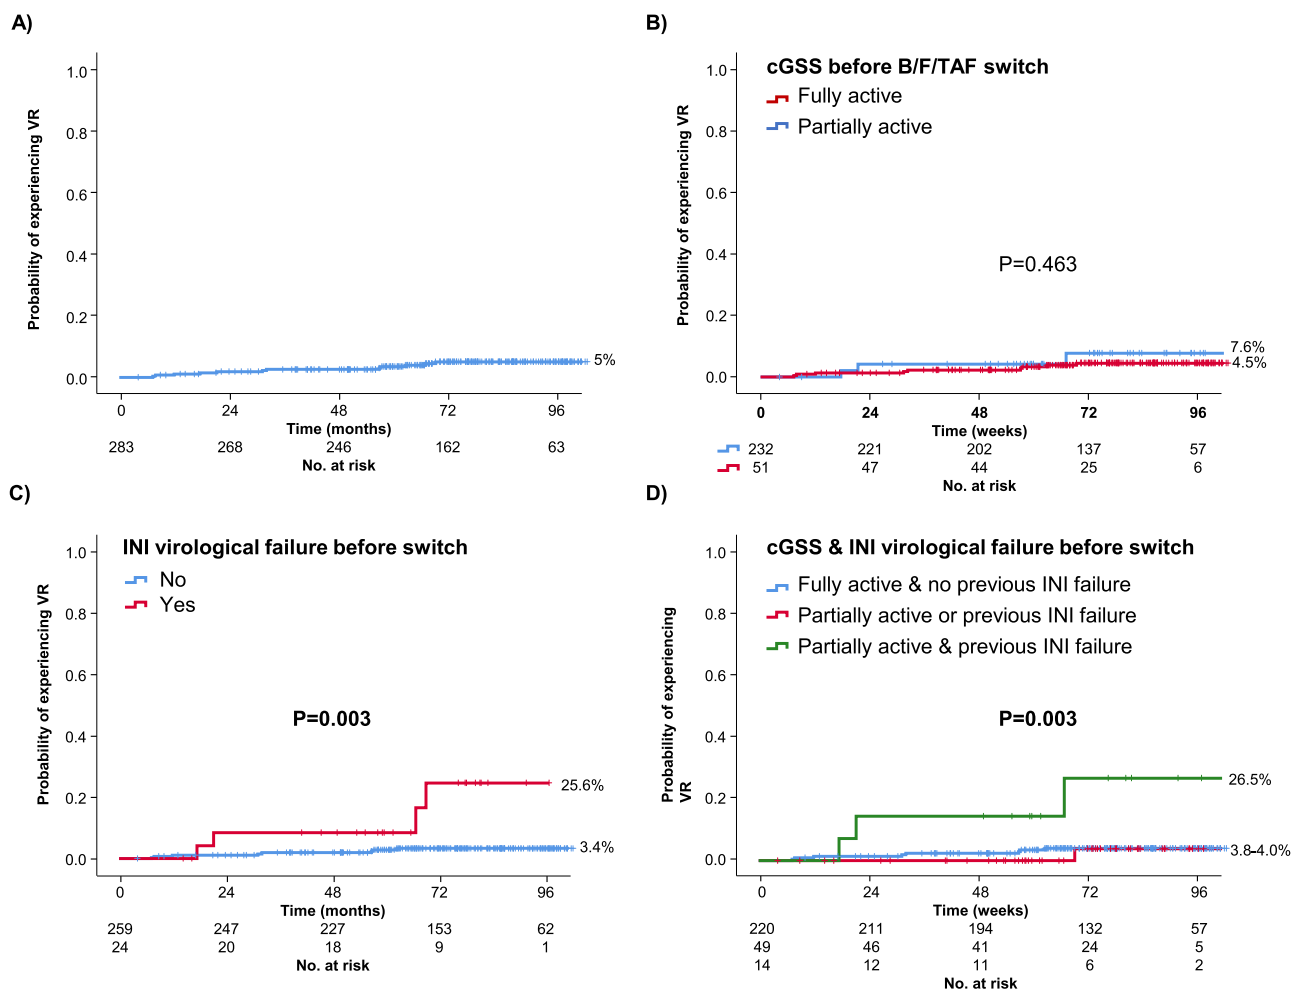 A)
Probability of experiencing VR
1.0
0.8
0.6
0.4
0.2
0.0
5%
0 24 48 72 96
Time (months)
283 268 246 162 63
No. at risk
B)
cGSS before B/F/TAF switch
Fully active
Partially active
Probability of experiencing VR
1.0
0.8
0.6
0.4
0.2
0.0
P=0.463
7.6%
4.5%
0 24 48 72 96
Time (weeks)
232 221 202 137 57
51 47 44 25 6
No. at risk
C)
INI virological failure before switch
No
Yes
Probability of experiencing VR
1.0
0.8
0.6
0.4
0.2
0.0
P=0.003
25.6%
3.4%
0 24 48 72 96
Time (months)
259 247 227 153 62
24 20 18 9 1
No. at risk
D)
cGSS & INI virological failure before switch
Fully active & no previous INI failure
Partially active or previous INI failure
Partially active & previous INI failure
Probability of experiencing
VR
1.0
0.8
0.6
0.4
0.2
0.0
P=0.003
26.5%
3.8-4.0%
0 24 48 72 96
Time (weeks)
220 211 194 132 57
49 46 41 24 5
14 12 11 6 2
No. at risk